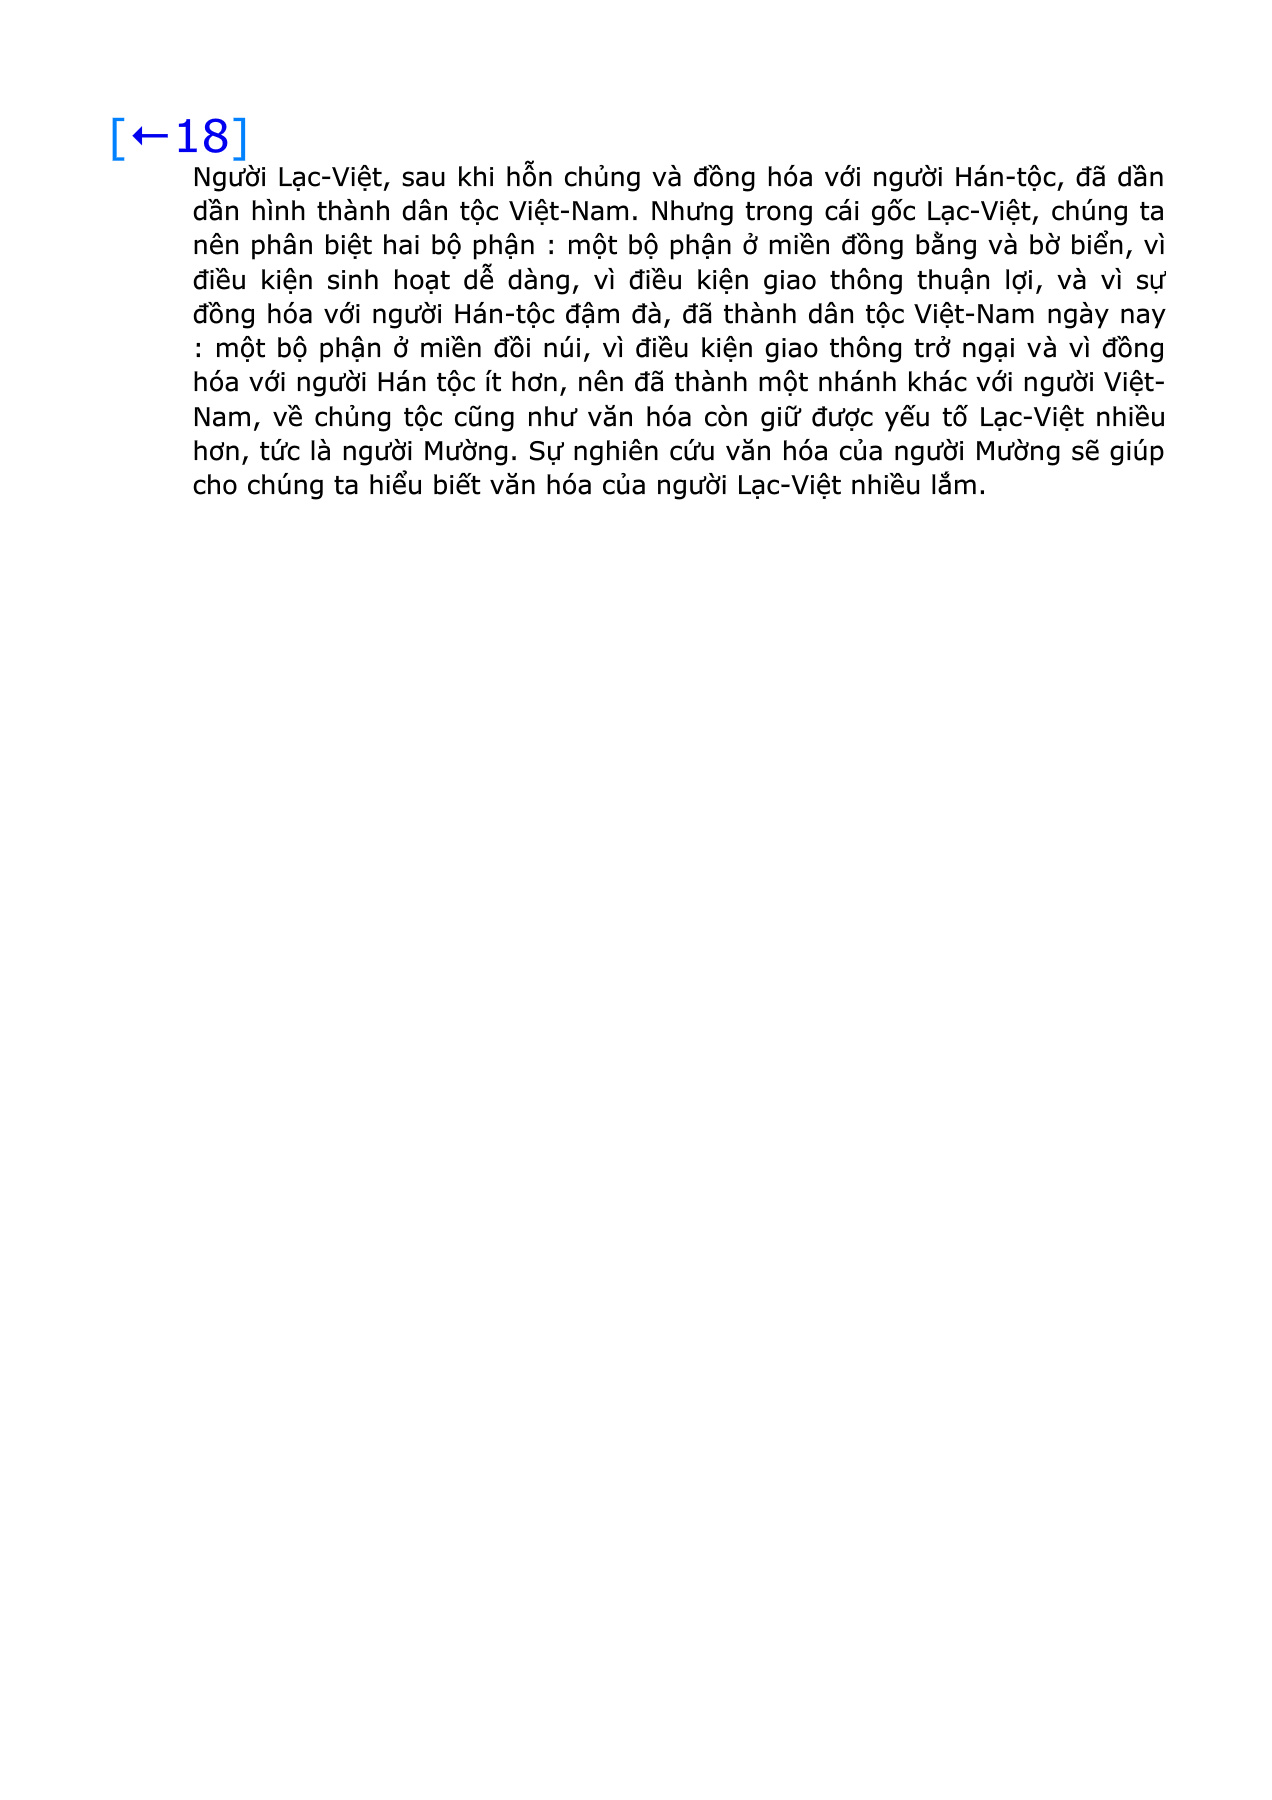 [←18]
Người Lạc-Việt, sau khi hỗn chủng và đồng hóa với người Hán-tộc, đã dần
dần hình thành dân tộc Việt-Nam. Nhưng trong cái gốc Lạc-Việt, chúng ta
nên phân biệt hai bộ phận : một bộ phận ở miền đồng bằng và bờ biển, vì
điều kiện sinh hoạt dễ dàng, vì điều kiện giao thông thuận lợi, và vì sự
đồng hóa với người Hán-tộc đậm đà, đã thành dân tộc Việt-Nam ngày nay
: một bộ phận ở miền đồi núi, vì điều kiện giao thông trở ngại và vì đồng
hóa với người Hán tộc ít hơn, nên đã thành một nhánh khác với người Việt-
Nam, về chủng tộc cũng như văn hóa còn giữ được yếu tố Lạc-Việt nhiều
hơn, tức là người Mường. Sự nghiên cứu văn hóa của người Mường sẽ giúp
cho chúng ta hiểu biết văn hóa của người Lạc-Việt nhiều lắm.